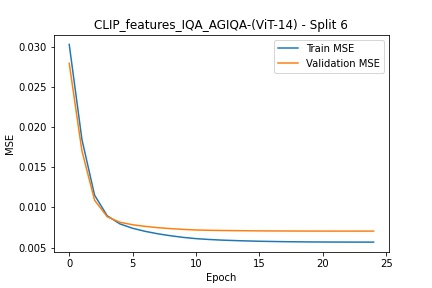 CLIP_features_IQA_AGIQA-(ViT-14) - Split 6
Train MSE
Validation MSE
MSE
0.030
0.025
0.020
0.015
0.010
0.005
0 5 10 15 20 25
Epoch